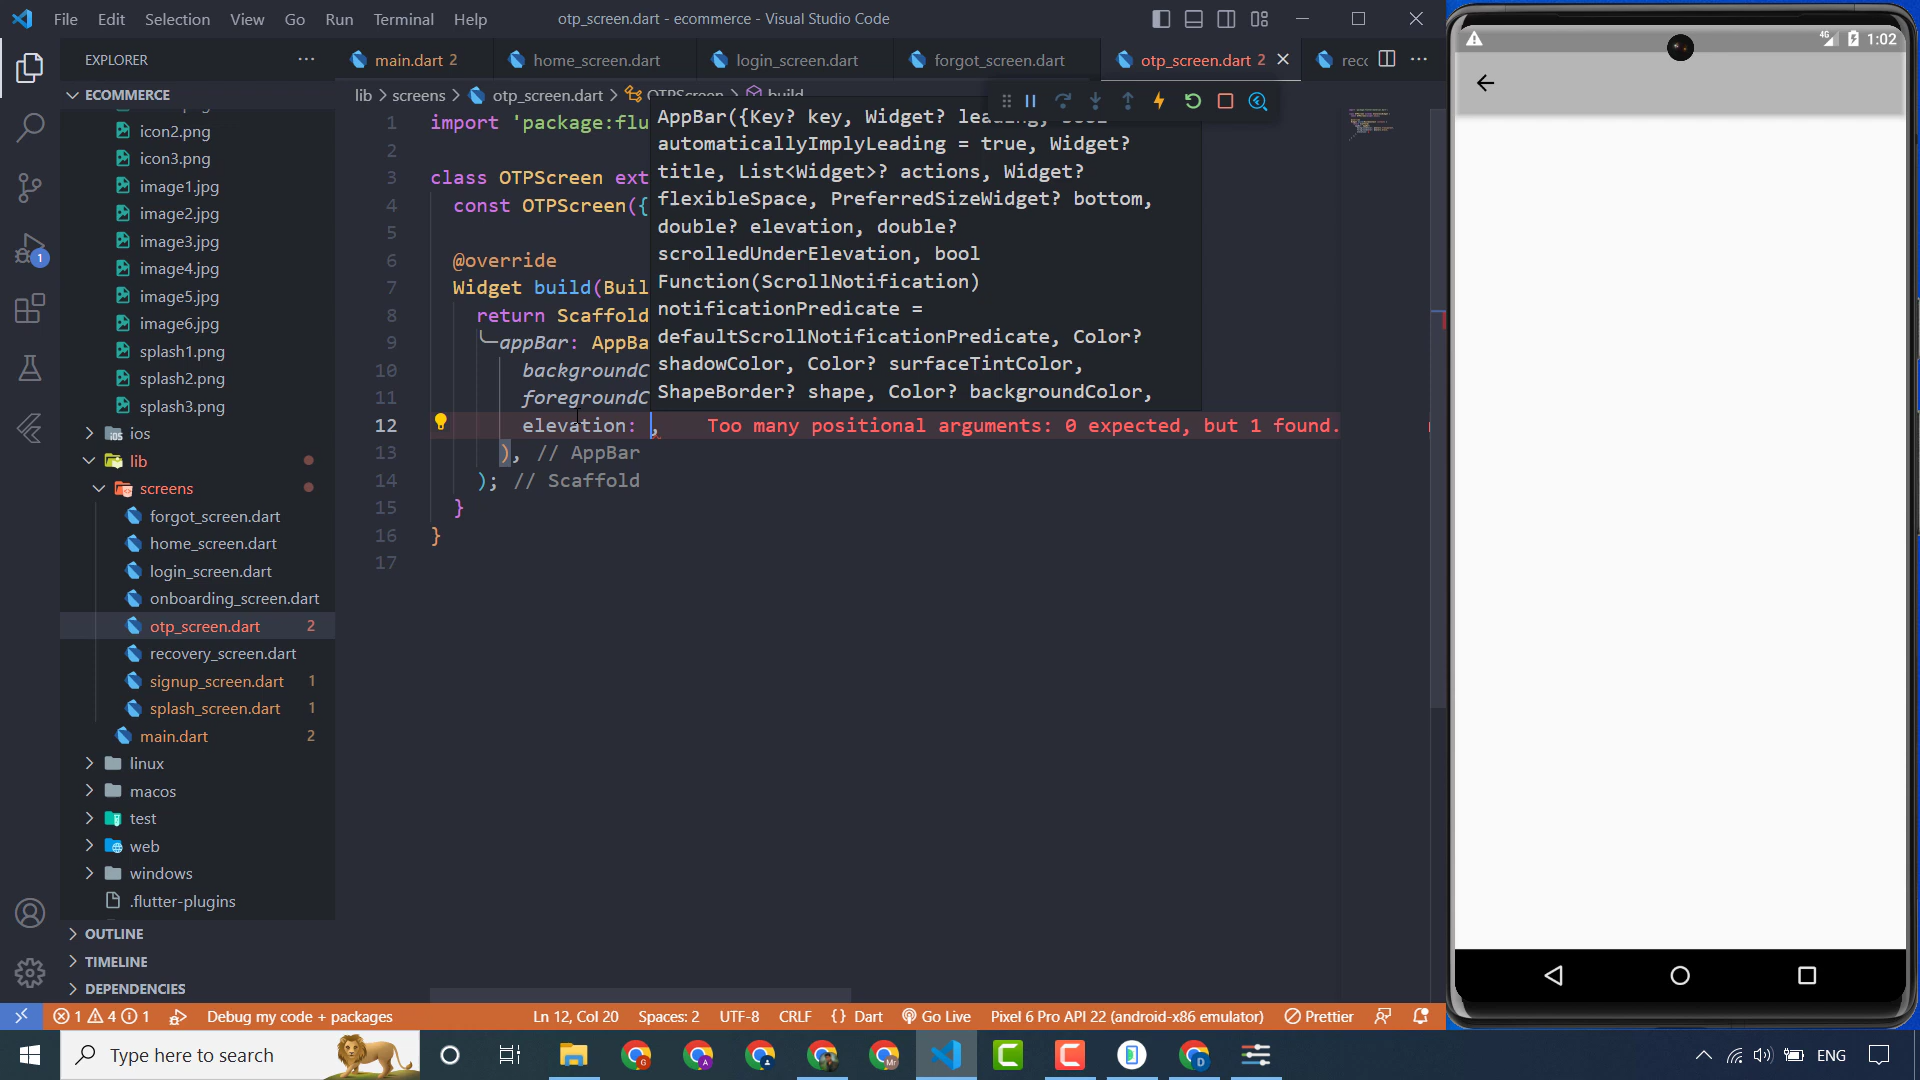 File Edit Selection View Go Run Terminal Help
otp_screen.dart - ecommerce - Visual Studio Code
EXPLORER
main.dart 2
home_screen.dart
login_screen.dart
forgot_screen.dart
otp_screen.dart 2
ECOMMERCE
icon2.png
icon3.png
image1.jpg
image2.jpg
image3.jpg
image4.jpg
image5.jpg
image6.jpg
splash1.png
splash2.png
splash3.png
ios
lib
screens
forgot_screen.dart
home_screen.dart
login_screen.dart
onboarding_screen.dart
otp_screen.dart 2
recovery_screen.dart
signup_screen.dart 1
splash_screen.dart 1
main.dart 2
linux
macos
test
web
windows
.flutter-plugins
OUTLINE
TIMELINE
DEPENDENCIES
1
lib > screens > otp_screen.dart > OTPScreen > build
1 import 'package:flu
2
3 class OTPScreen ext
4 const OTPScreen({
5
6 @override
7 Widget build(Buil
8 return Scaffold
9 appBar: AppBa
10 backgroundC
11 foregroundC
12 elevation: , Too many positional arguments: 0 expected, but 1 found.
13 ), // AppBar
14 ); // Scaffold
15 }
16 }
17
AppBar({Key? key, Widget? leading, bool
automaticallyImplyLeading = true, Widget?
title, List<Widget>? actions, Widget?
flexibleSpace, PreferredSizeWidget? bottom,
double? elevation, double?
scrolledUnderElevation, bool
Function(ScrollNotification)
notificationPredicate =
defaultScrollNotificationPredicate, Color?
shadowColor, Color? surfaceTintColor,
ShapeBorder? shape, Color? backgroundColor,
4G 1:02
1 4 1 Debug my code + packages Ln 12, Col 20 Spaces: 2 UTF-8 CRLF {} Dart Go Live Pixel 6 Pro API 22 (android-x86 emulator) Prettier
Type here to search
ENG